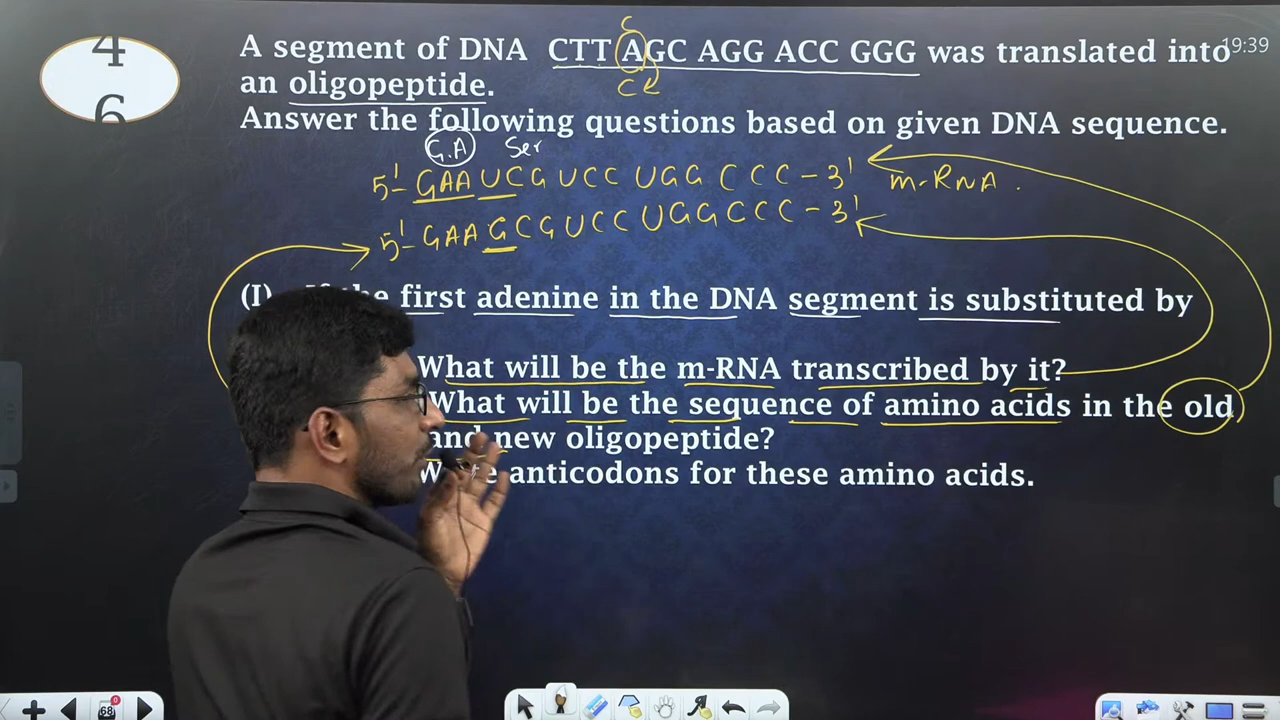 4
6
C
A segment of DNA CTT AGC AGG ACC GGG was translated into
19:39
an oligopeptide.
C
Answer the following questions based on given DNA sequence.
G.A Ser
5'- GAA UCG UCC UGG CCC - 3' m-RNA.
5'- GAA GCG UCC UGG CCC - 3'
(I) If the first adenine in the DNA segment is substituted by
What will be the m-RNA transcribed by it?
What will be the sequence of amino acids in the old
and new oligopeptide?
anticodons for these amino acids.
68